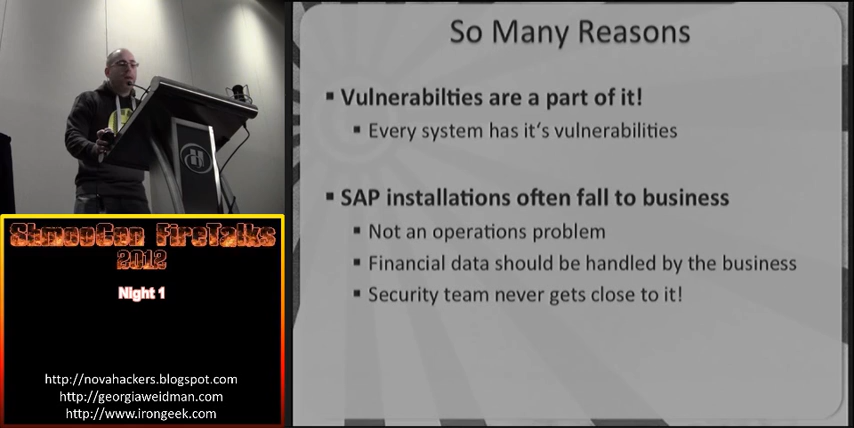 So Many Reasons
Vulnerabilties are a part of it!
Every system has it's vulnerabilities
SAP installations often fall to business
Not an operations problem
Financial data should be handled by the business
Security team never gets close to it!
ShmooCon FireTalks
2012
Night 1
http://novahackers.blogspot.com
http://georgiaweidman.com
http://www.irongeek.com